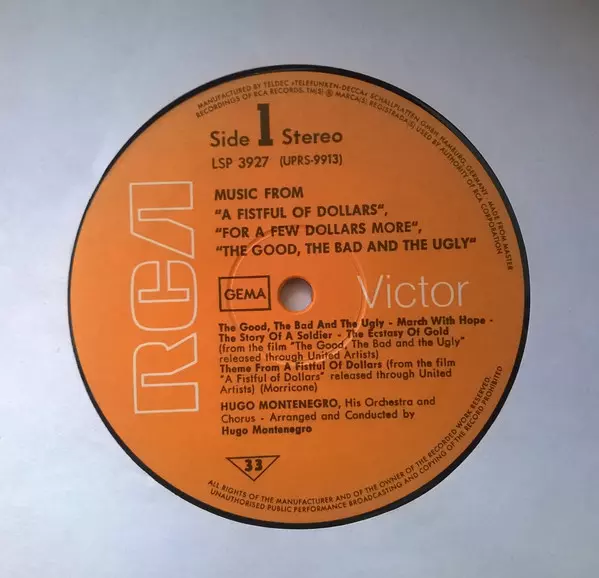 MANUFACTURED BY TELDEC »TELEFUNKEN-DECCA« SCHALLPLATTEN GMBH, HAMBURG, GERMANY · MADE FROM MASTER
RECORDINGS OF RCA RECORDS. TM(S) ® MARCA(S) REGISTRADA(S) USED BY AUTHORITY OF RCA CORPORATION
Side 1 Stereo
LSP 3927 (UPRS-9913)
MUSIC FROM
"A FISTFUL OF DOLLARS",
"FOR A FEW DOLLARS MORE",
"THE GOOD, THE BAD AND THE UGLY"
RCA
GEMA
Victor
The Good, The Bad And The Ugly - March With Hope -
The Story Of A Soldier - The Ecstasy Of Gold
(from the film "The Good, The Bad and the Ugly"
released through United Artists)
Theme From A Fistful Of Dollars (from the film
"A Fistful of Dollars" released through United
Artists) (Morricone)
HUGO MONTENEGRO, His Orchestra and
Chorus - Arranged and Conducted by
Hugo Montenegro
33
ALL RIGHTS OF THE MANUFACTURER AND OF THE OWNER OF THE RECORDED WORK RESERVED.
UNAUTHORISED PUBLIC PERFORMANCE BROADCASTING AND COPYING OF THE RECORD PROHIBITED